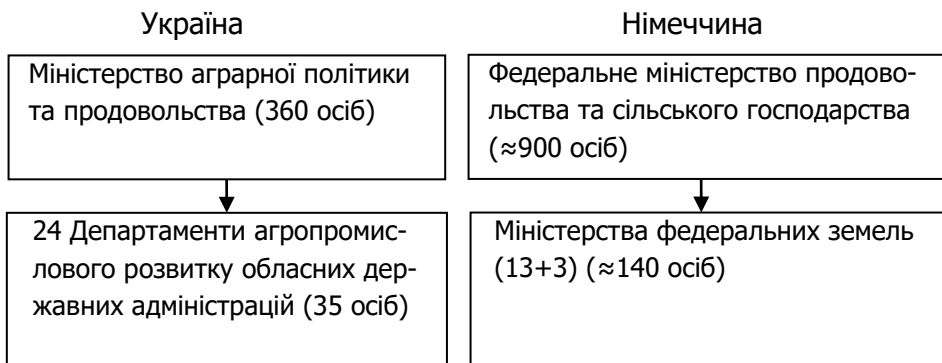 Україна
Німеччина
Міністерство аграрної політики
та продовольства (360 осіб)
Федеральне міністерство продово-
льства та сільського господарства
(≈900 осіб)
24 Департаменти агропромис-
лового розвитку обласних дер-
жавних адміністрацій (35 осіб)
Міністерства федеральних земель
(13+3) (≈140 осіб)